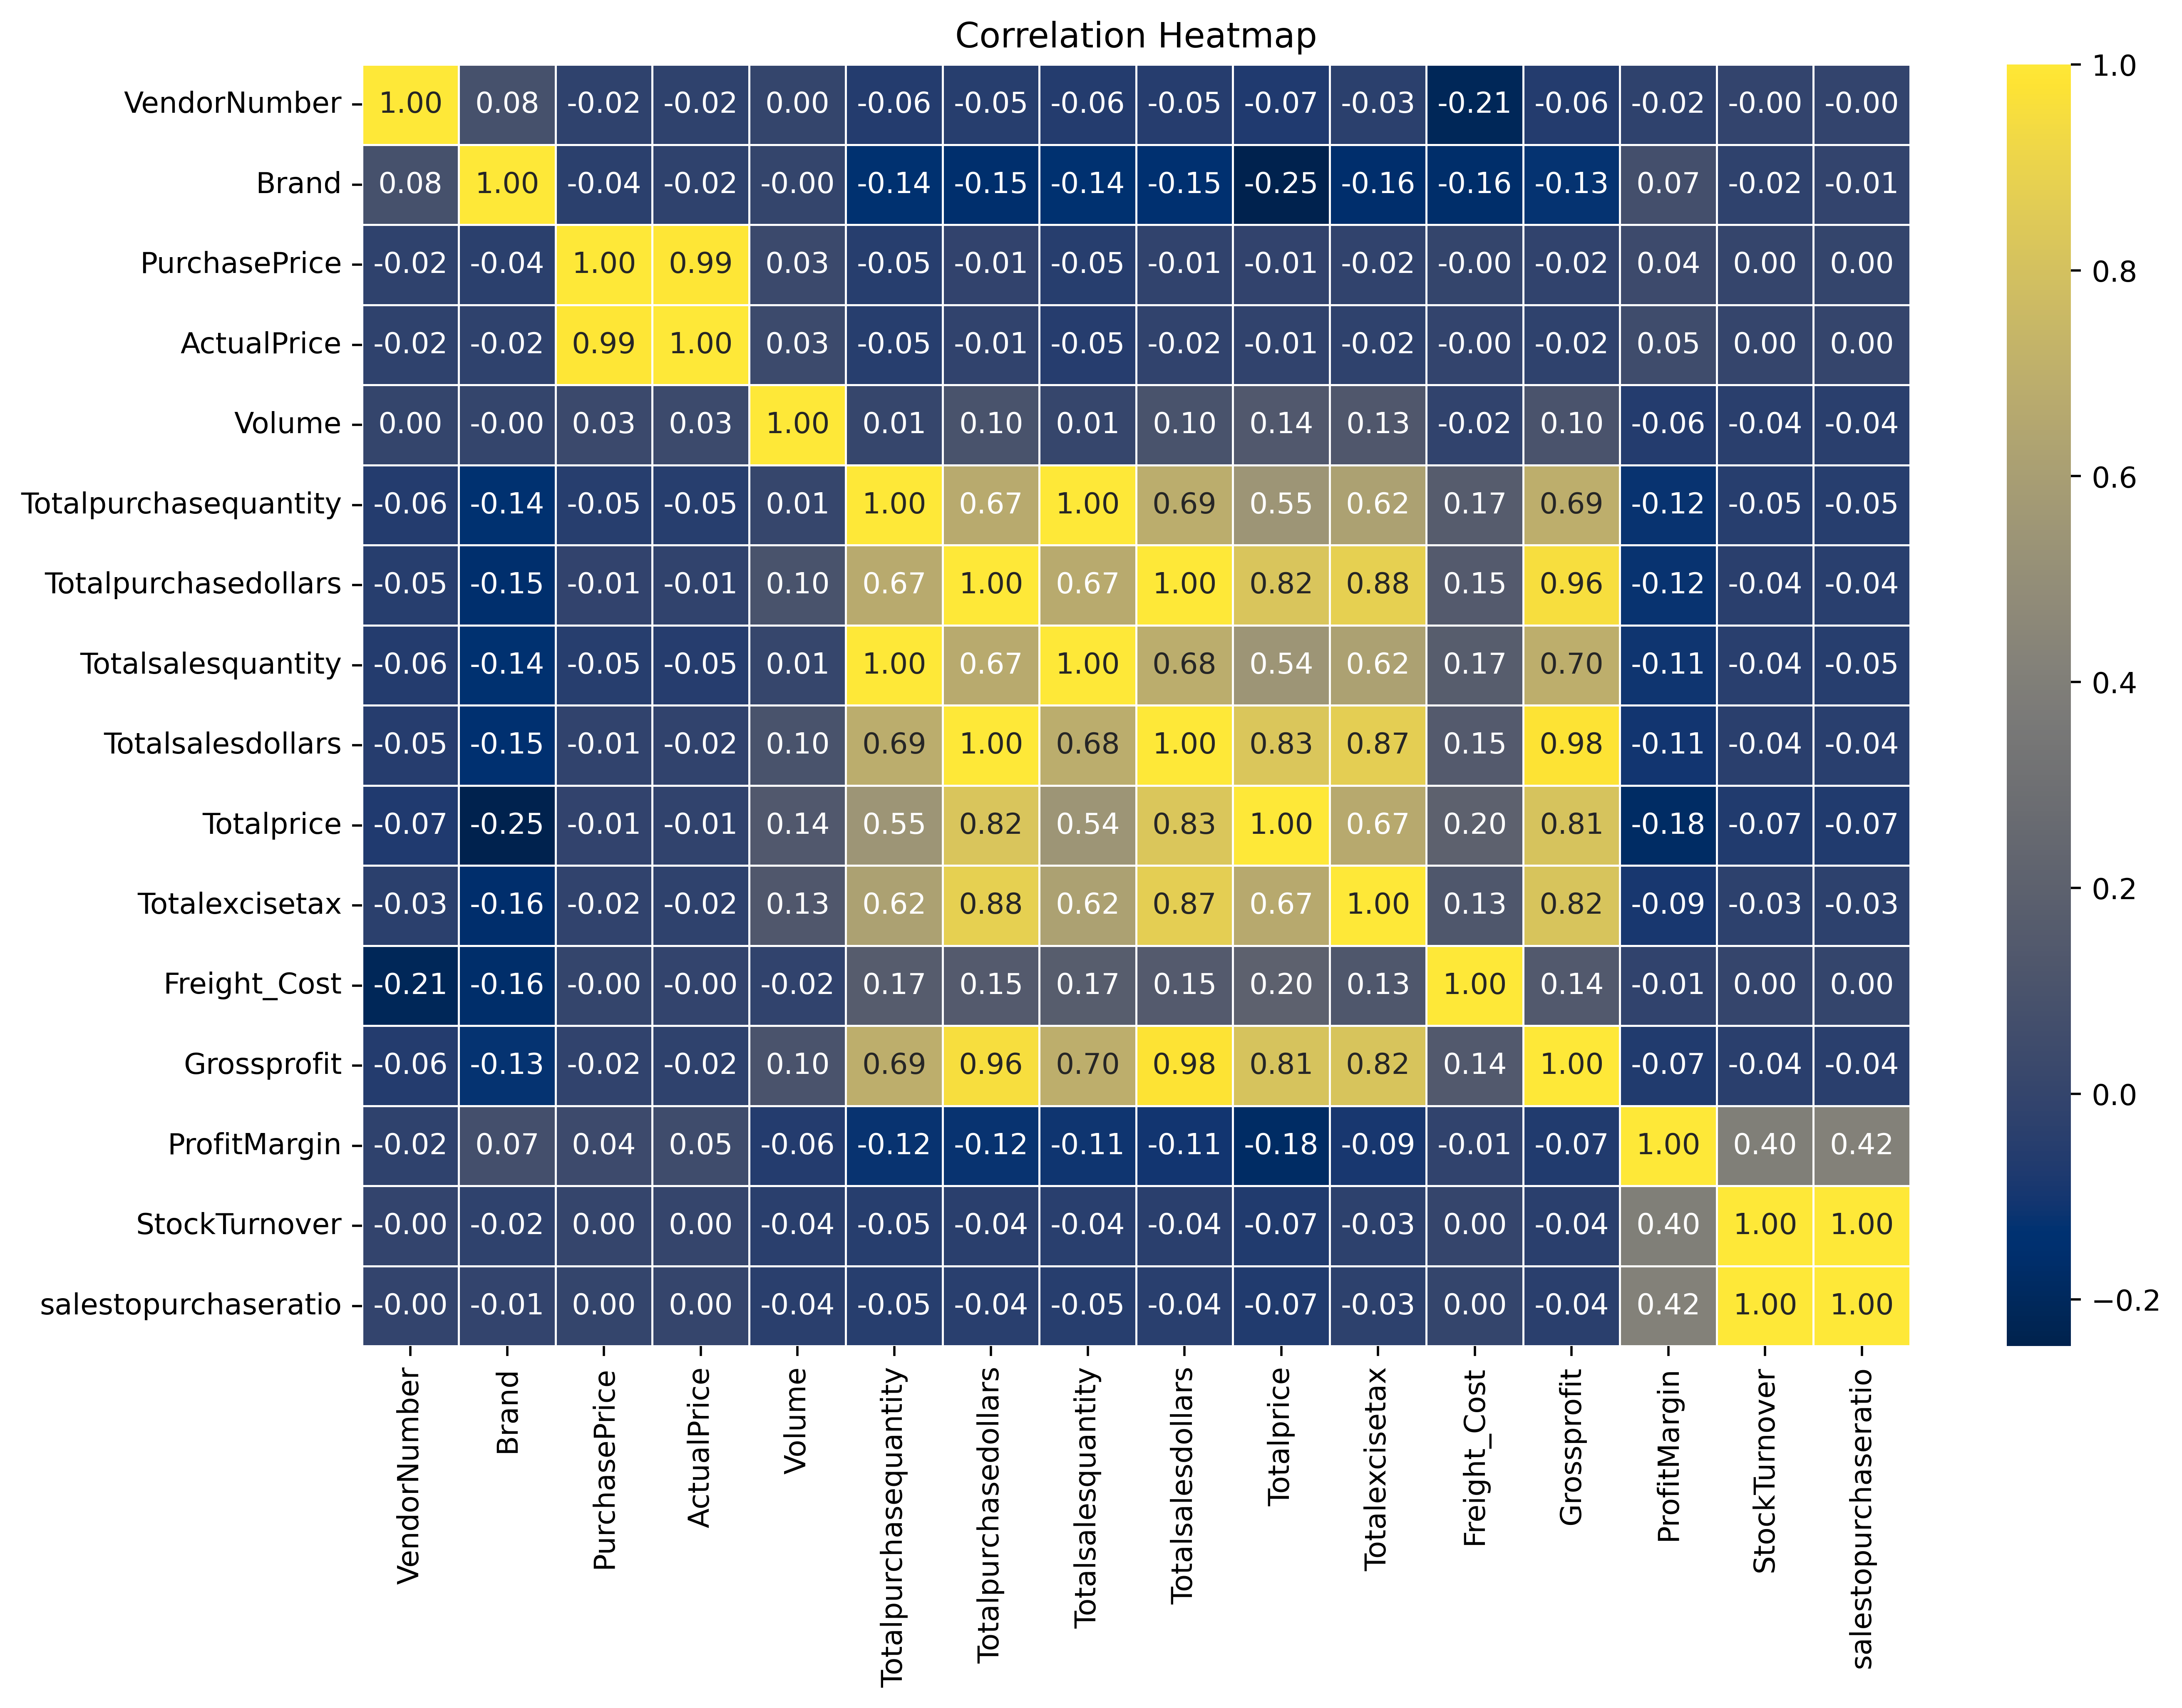 Correlation Heatmap
VendorNumber 1.00 0.08 -0.02 -0.02 0.00 -0.06 -0.05 -0.06 -0.05 -0.07 -0.03 -0.21 -0.06 -0.02 -0.00 -0.00
Brand 0.08 1.00 -0.04 -0.02 -0.00 -0.14 -0.15 -0.14 -0.15 -0.25 -0.16 -0.16 -0.13 0.07 -0.02 -0.01
PurchasePrice -0.02 -0.04 1.00 0.99 0.03 -0.05 -0.01 -0.05 -0.01 -0.01 -0.02 -0.00 -0.02 0.04 0.00 0.00
ActualPrice -0.02 -0.02 0.99 1.00 0.03 -0.05 -0.01 -0.05 -0.02 -0.01 -0.02 -0.00 -0.02 0.05 0.00 0.00
Volume 0.00 -0.00 0.03 0.03 1.00 0.01 0.10 0.01 0.10 0.14 0.13 -0.02 0.10 -0.06 -0.04 -0.04
Totalpurchasequantity -0.06 -0.14 -0.05 -0.05 0.01 1.00 0.67 1.00 0.69 0.55 0.62 0.17 0.69 -0.12 -0.05 -0.05
Totalpurchasedollars -0.05 -0.15 -0.01 -0.01 0.10 0.67 1.00 0.67 1.00 0.82 0.88 0.15 0.96 -0.12 -0.04 -0.04
Totalsalesquantity -0.06 -0.14 -0.05 -0.05 0.01 1.00 0.67 1.00 0.68 0.54 0.62 0.17 0.70 -0.11 -0.04 -0.05
Totalsalesdollars -0.05 -0.15 -0.01 -0.02 0.10 0.69 1.00 0.68 1.00 0.83 0.87 0.15 0.98 -0.11 -0.04 -0.04
Totalprice -0.07 -0.25 -0.01 -0.01 0.14 0.55 0.82 0.54 0.83 1.00 0.67 0.20 0.81 -0.18 -0.07 -0.07
Totalexcisetax -0.03 -0.16 -0.02 -0.02 0.13 0.62 0.88 0.62 0.87 0.67 1.00 0.13 0.82 -0.09 -0.03 -0.03
Freight_Cost -0.21 -0.16 -0.00 -0.00 -0.02 0.17 0.15 0.17 0.15 0.20 0.13 1.00 0.14 -0.01 0.00 0.00
Grossprofit -0.06 -0.13 -0.02 -0.02 0.10 0.69 0.96 0.70 0.98 0.81 0.82 0.14 1.00 -0.07 -0.04 -0.04
ProfitMargin -0.02 0.07 0.04 0.05 -0.06 -0.12 -0.12 -0.11 -0.11 -0.18 -0.09 -0.01 -0.07 1.00 0.40 0.42
StockTurnover -0.00 -0.02 0.00 0.00 -0.04 -0.05 -0.04 -0.04 -0.04 -0.07 -0.03 0.00 -0.04 0.40 1.00 1.00
salestopurchaseratio -0.00 -0.01 0.00 0.00 -0.04 -0.05 -0.04 -0.05 -0.04 -0.07 -0.03 0.00 -0.04 0.42 1.00 1.00
VendorNumber
Brand
PurchasePrice
ActualPrice
Volume
Totalpurchasequantity
Totalpurchasedollars
Totalsalesquantity
Totalsalesdollars
Totalprice
Totalexcisetax
Freight_Cost
Grossprofit
ProfitMargin
StockTurnover
salestopurchaseratio
1.0
0.8
0.6
0.4
0.2
0.0
−0.2